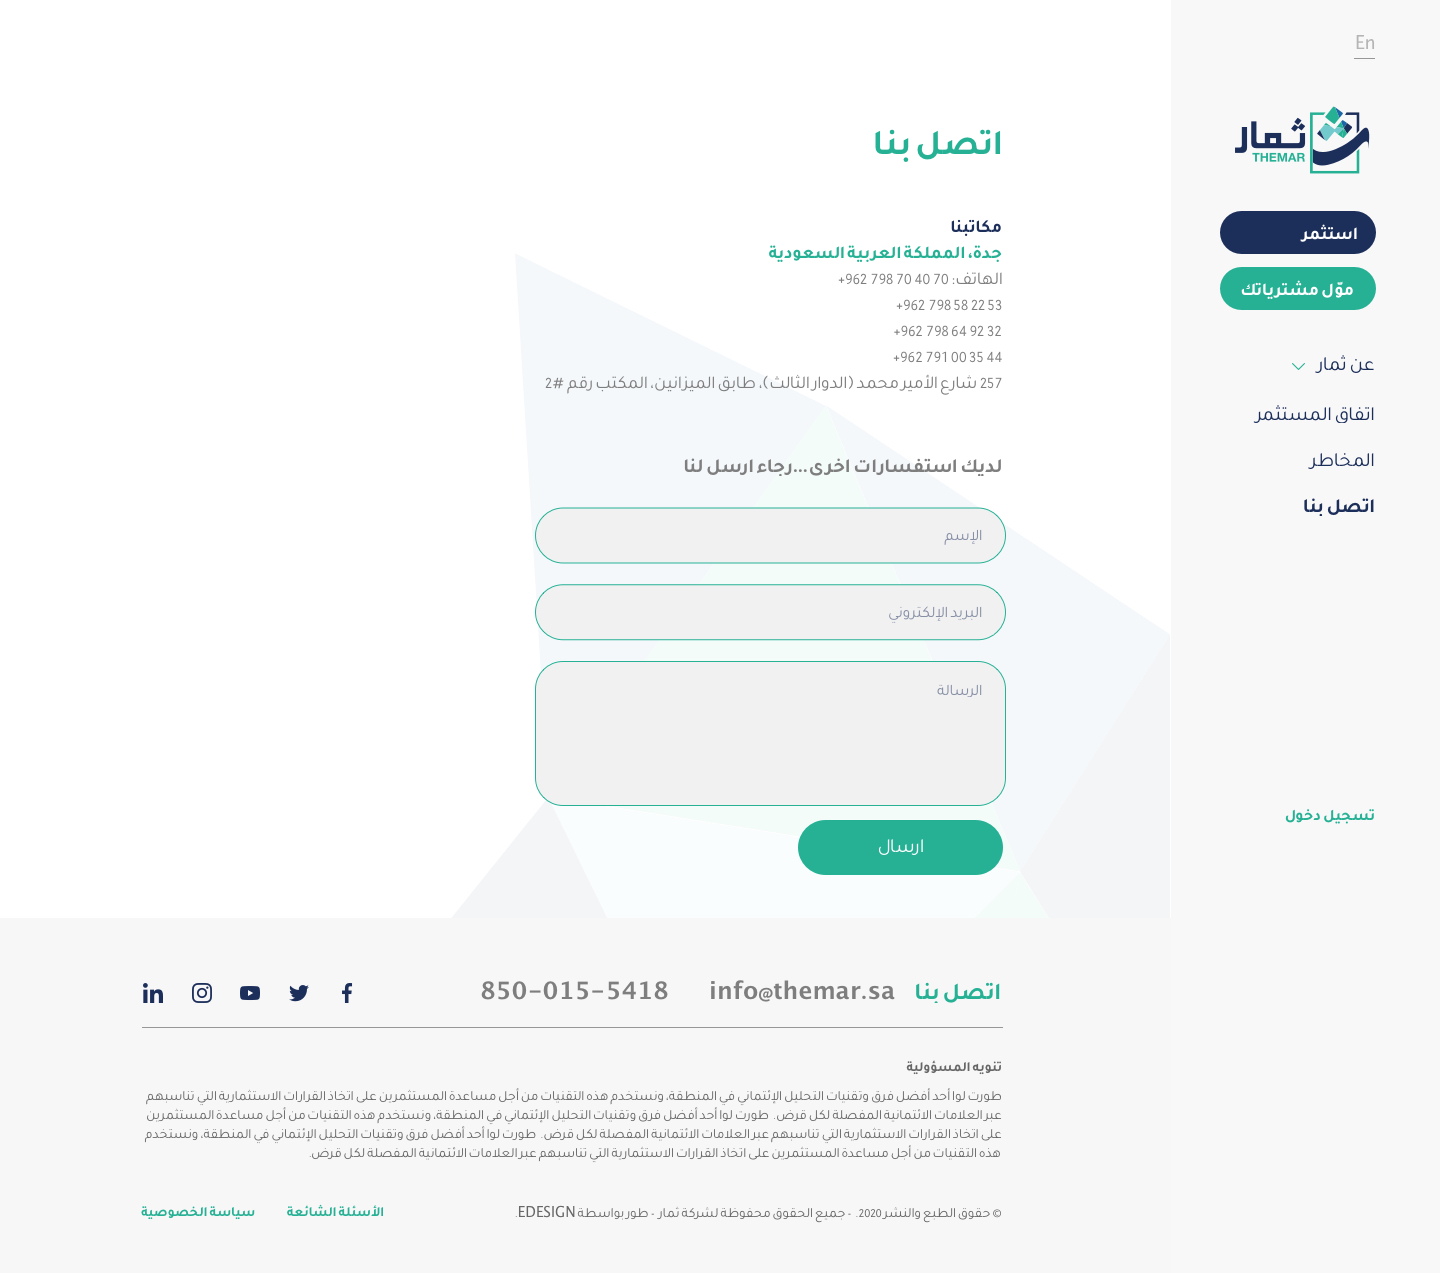 En
ثمار
THEMAR
استثمر
موّل مشترياتك
عن ثمار
اتفاق المستثمر
المخاطر
اتصل بنا
تسجيل دخول
اتصل بنا
مكاتبنا
جدة، المملكة العربية السعودية
الهاتف: 70 40 70 798 962+
53 22 58 798 962+
32 92 64 798 962+
44 35 00 791 962+
257 شارع الأمير محمد (الدوار الثالث)، طابق الميزانين، المكتب رقم #2
لديك استفسارات اخرى...رجاء ارسل لنا
الإسم
البريد الإلكتروني
الرسالة
ارسال
اتصل بنا info@themar.sa 850-015-5418
تنويه المسؤولية
طورت لوا أحد أفضل فرق وتقنيات التحليل الإئتماني في المنطقة، ونستخدم هذه التقنيات من أجل مساعدة المستثمرين على اتخاذ القرارات الاستثمارية التي تناسبهم
عبر العلامات الائتمانية المفصلة لكل قرض. طورت لوا أحد أفضل فرق وتقنيات التحليل الإئتماني في المنطقة، ونستخدم هذه التقنيات من أجل مساعدة المستثمرين
على اتخاذ القرارات الاستثمارية التي تناسبهم عبر العلامات الائتمانية المفصلة لكل قرض. طورت لوا أحد أفضل فرق وتقنيات التحليل الإئتماني في المنطقة، ونستخدم
هذه التقنيات من أجل مساعدة المستثمرين على اتخاذ القرارات الاستثمارية التي تناسبهم عبر العلامات الائتمانية المفصلة لكل قرض.
© حقوق الطبع والنشر 2020. - جميع الحقوق محفوظة لشركة ثمار - طور بواسطة EDESIGN.
الأسئلة الشائعة
سياسة الخصوصية